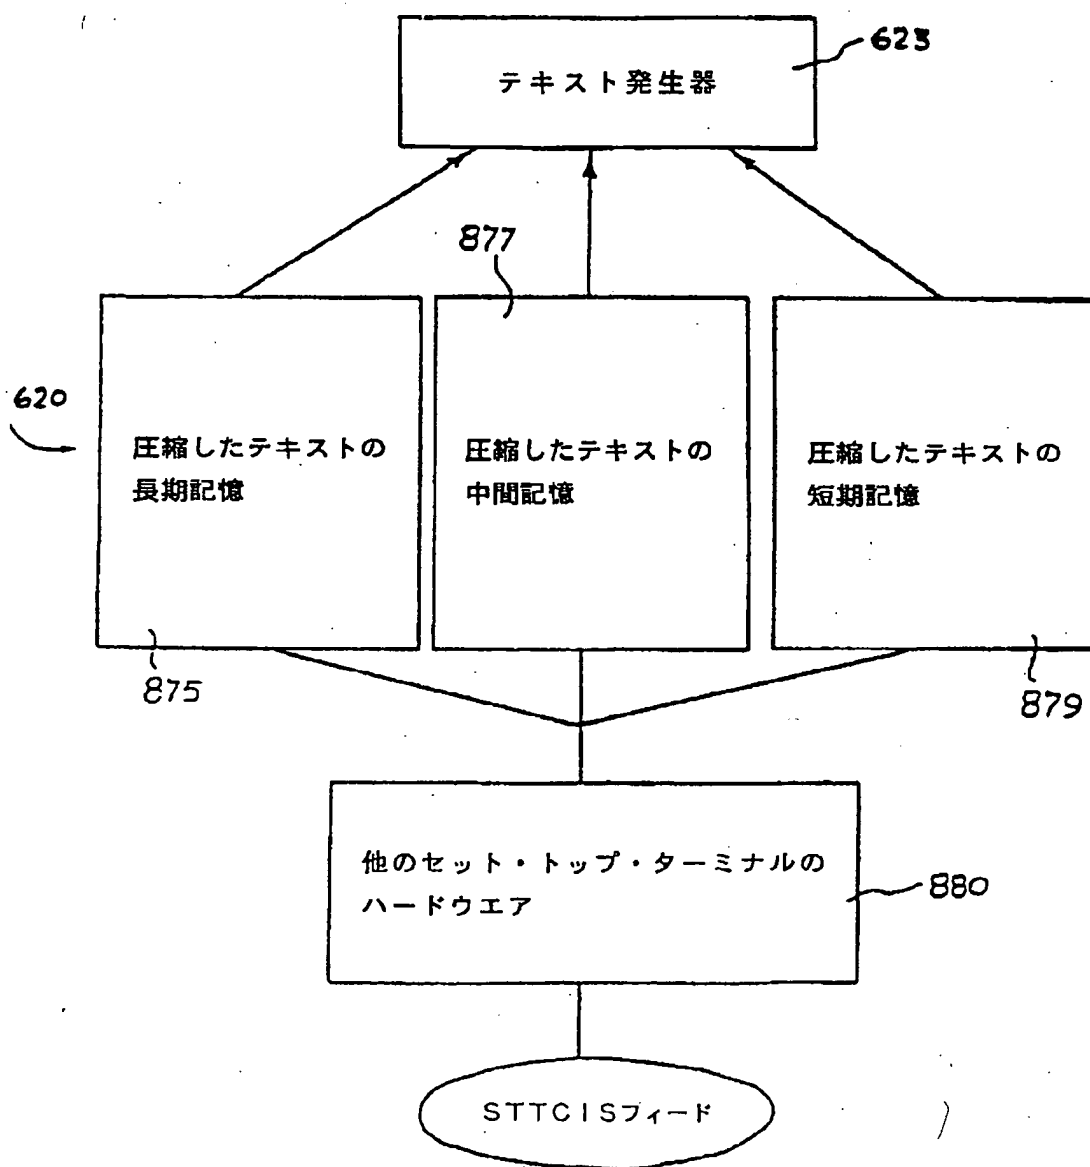 623
テキスト発生器
877
620
圧縮したテキストの
長期記憶
圧縮したテキストの
中間記憶
圧縮したテキストの
短期記憶
875
879
他のセット・トップ・ターミナルの
ハードウエア
880
STTCISフィード